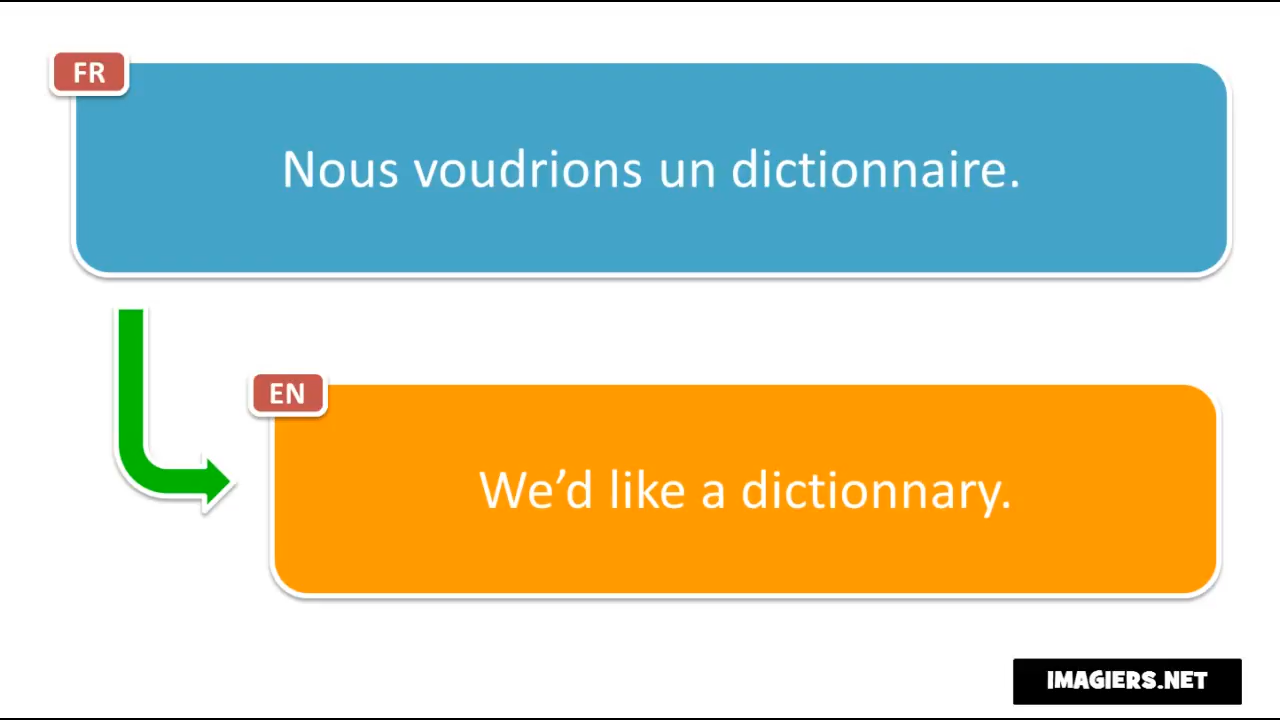 FR
Nous voudrions un dictionnaire.
EN
We’d like a dictionnary.
IMAGIERS.NET